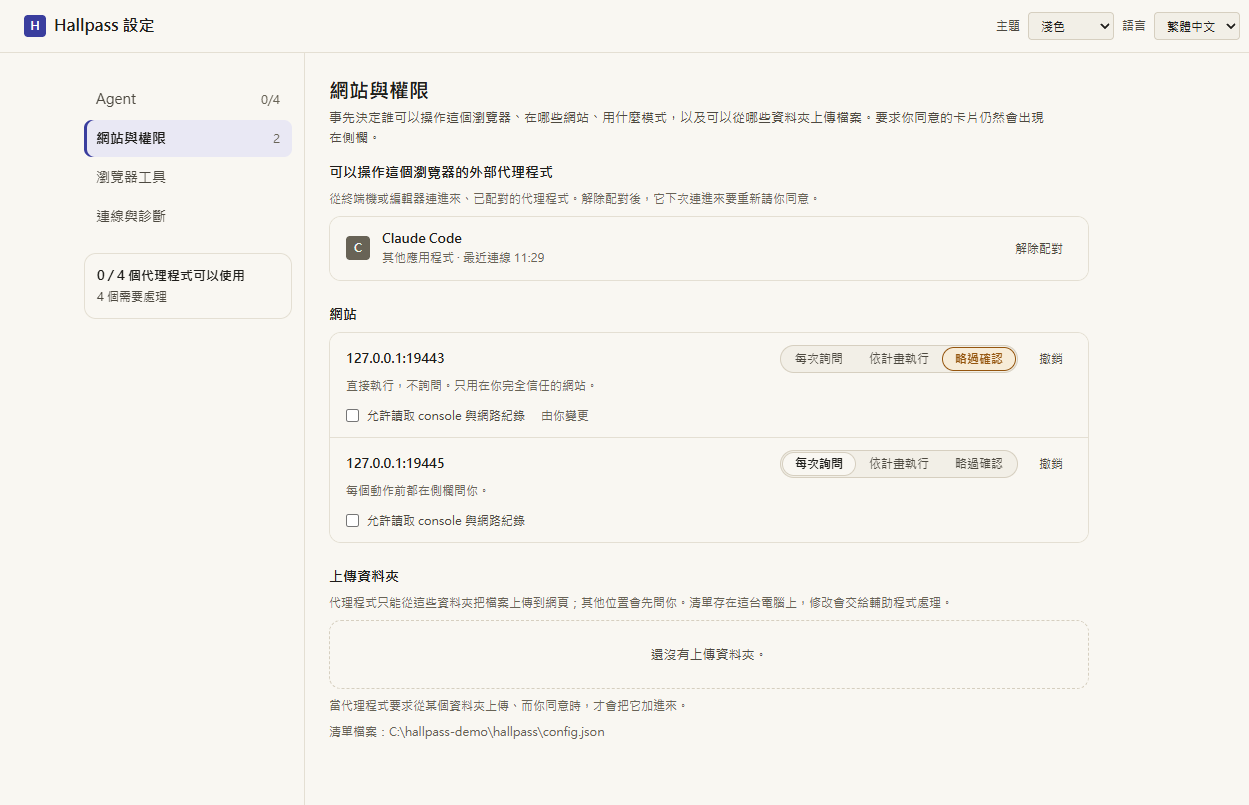 H Hallpass 設定
主題 淺色 語言 繁體中文
Agent 0/4
網站與權限 2
瀏覽器工具
連線與診斷
0 / 4 個代理程式可以使用
4 個需要處理
網站與權限
事先決定誰可以操作這個瀏覽器、在哪些網站、用什麼模式，以及可以從哪些資料夾上傳檔案。要求你同意的卡片仍然會出現
在側欄。
可以操作這個瀏覽器的外部代理程式
從終端機或編輯器連進來、已配對的代理程式。解除配對後，它下次連進來要重新請你同意。
C
Claude Code
其他應用程式 · 最近連線 11:29
解除配對
網站
127.0.0.1:19443
每次詢問 依計畫執行 略過確認 撤銷
直接執行，不詢問。只用在你完全信任的網站。
允許讀取 console 與網路紀錄 由你變更
127.0.0.1:19445
每次詢問 依計畫執行 略過確認 撤銷
每個動作前都在側欄問你。
允許讀取 console 與網路紀錄
上傳資料夾
代理程式只能從這些資料夾把檔案上傳到網頁；其他位置會先問你。清單存在這台電腦上，修改會交給輔助程式處理。
還沒有上傳資料夾。
當代理程式要求從某個資料夾上傳、而你同意時，才會把它加進來。
清單檔案：C:\hallpass-demo\hallpass\config.json